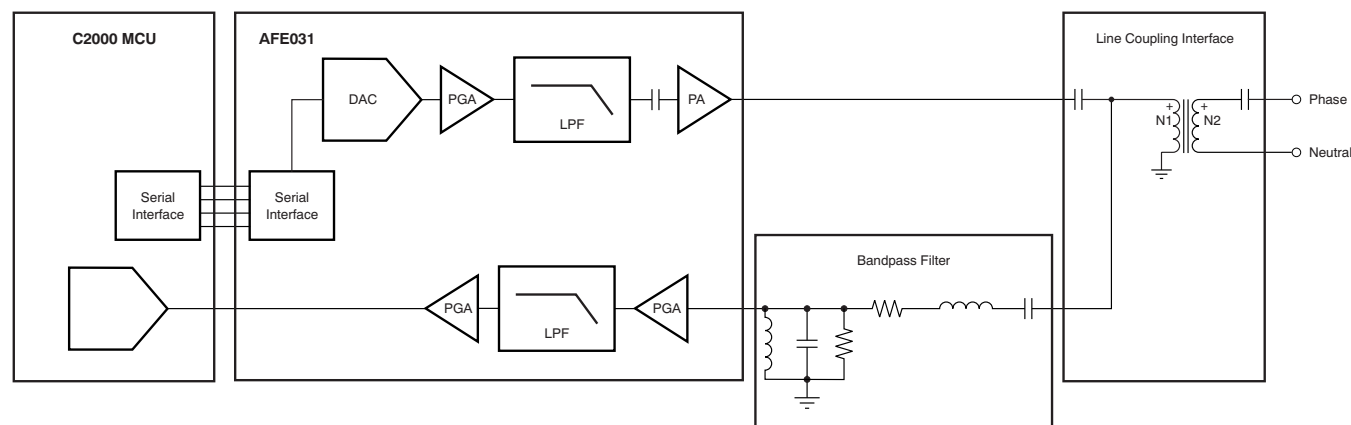 C2000 MCU
AFE031
Line Coupling Interface
DAC
PGA
LPF
PA
+
N1
+
N2
Phase
Neutral
Serial
Interface
Serial
Interface
Bandpass Filter
PGA
LPF
PGA